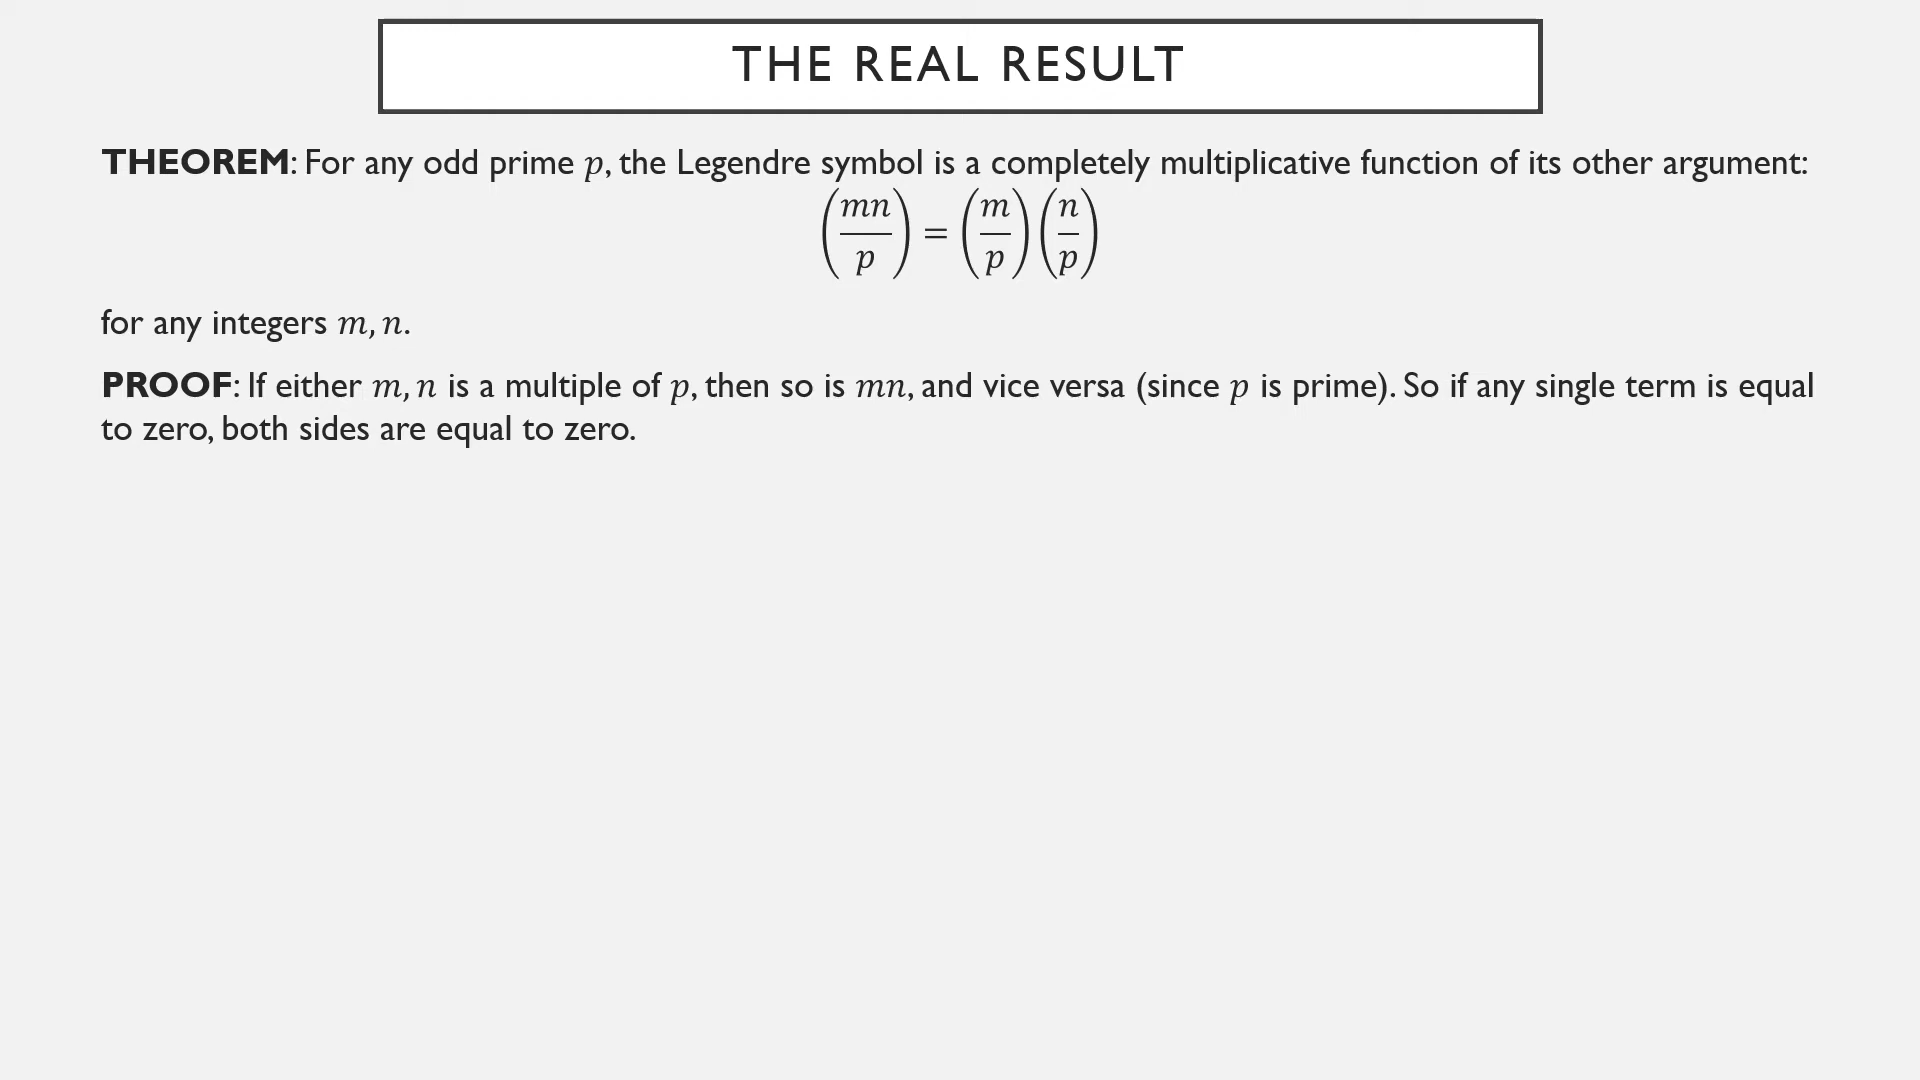 THE REAL RESULT
THEOREM: For any odd prime 𝑝, the Legendre symbol is a completely multiplicative function of its other argument:
(𝑚𝑛/𝑝) = (𝑚/𝑝)(𝑛/𝑝)
for any integers 𝑚, 𝑛.
PROOF: If either 𝑚, 𝑛 is a multiple of 𝑝, then so is 𝑚𝑛, and vice versa (since 𝑝 is prime). So if any single term is equal
to zero, both sides are equal to zero.